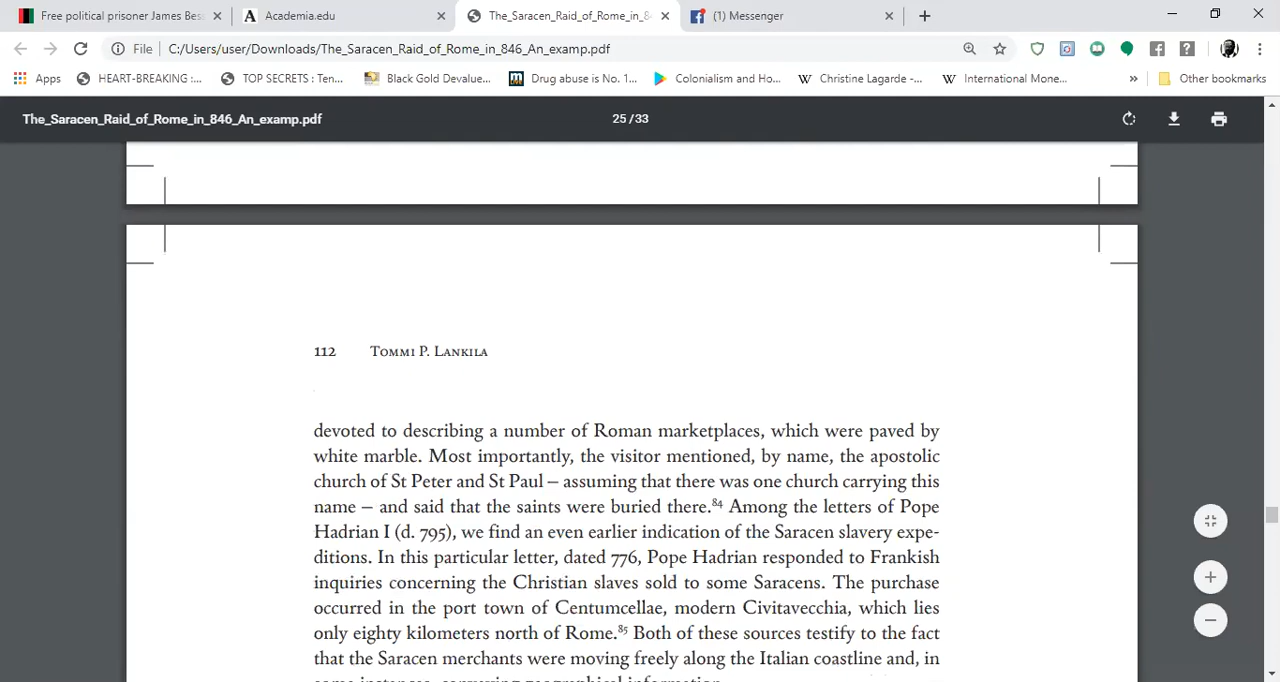 Free political prisoner James Bes
Academia.edu
The_Saracen_Raid_of_Rome_in_8
(1) Messenger
File
C:/Users/user/Downloads/The_Saracen_Raid_of_Rome_in_846_An_examp.pdf
Apps
HEART-BREAKING :...
TOP SECRETS : Ten...
Black Gold Devalue...
Drug abuse is No. 1...
Colonialism and Ho...
Christine Lagarde -...
International Mone...
»
Other bookmarks
The_Saracen_Raid_of_Rome_in_846_An_examp.pdf
25 / 33
112 Tommi P. Lankila
devoted to describing a number of Roman marketplaces, which were paved by
white marble. Most importantly, the visitor mentioned, by name, the apostolic
church of St Peter and St Paul – assuming that there was one church carrying this
name – and said that the saints were buried there.84 Among the letters of Pope
Hadrian I (d. 795), we find an even earlier indication of the Saracen slavery expe-
ditions. In this particular letter, dated 776, Pope Hadrian responded to Frankish
inquiries concerning the Christian slaves sold to some Saracens. The purchase
occurred in the port town of Centumcellae, modern Civitavecchia, which lies
only eighty kilometers north of Rome.85 Both of these sources testify to the fact
that the Saracen merchants were moving freely along the Italian coastline and, in